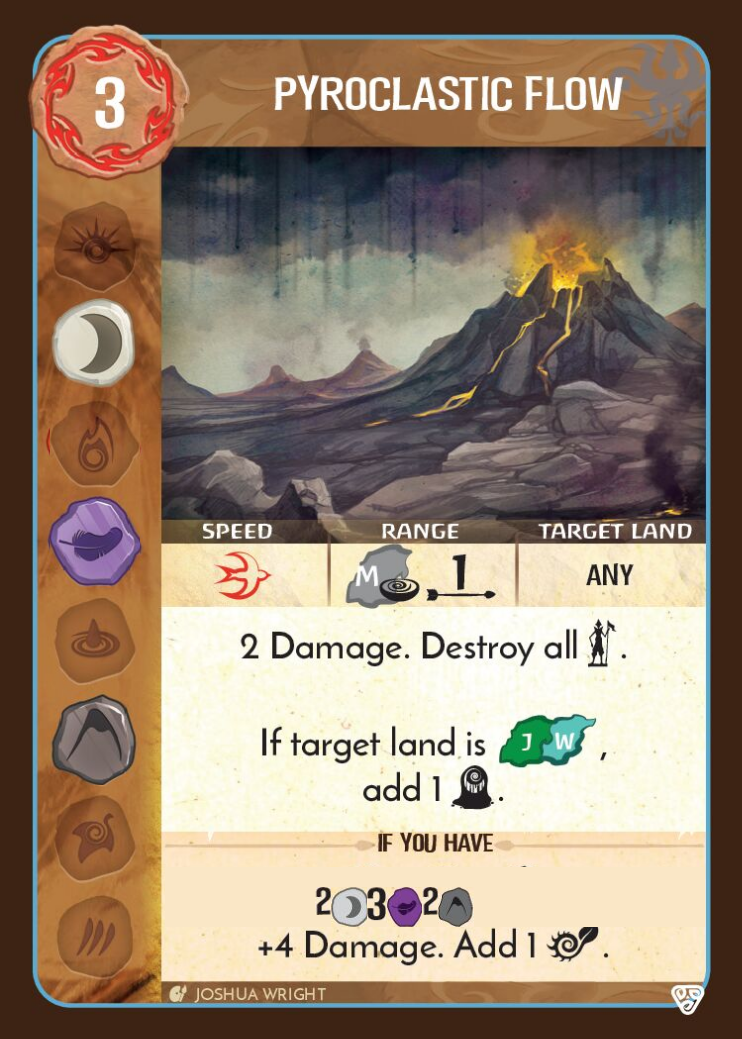 3
PYROCLASTIC FLOW
SPEED RANGE TARGET LAND
M 1 ANY
2 Damage. Destroy all .
If target land is J W ,
add 1 .
IF YOU HAVE
2 3 2
+4 Damage. Add 1 .
JOSHUA WRIGHT